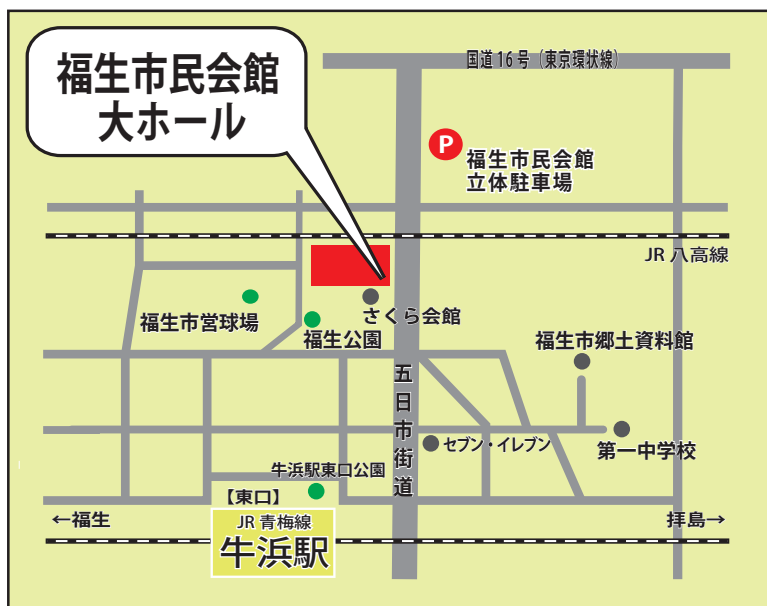 福生市民会館
大ホール
国道16号（東京環状線）
P
福生市民会館
立体駐車場
JR 八高線
さくら会館
福生市営球場
福生公園
福生市郷土資料館
五日市街道
セブン・イレブン
第一中学校
牛浜駅東口公園
【東口】
←福生
JR 青梅線
牛浜駅
拝島→